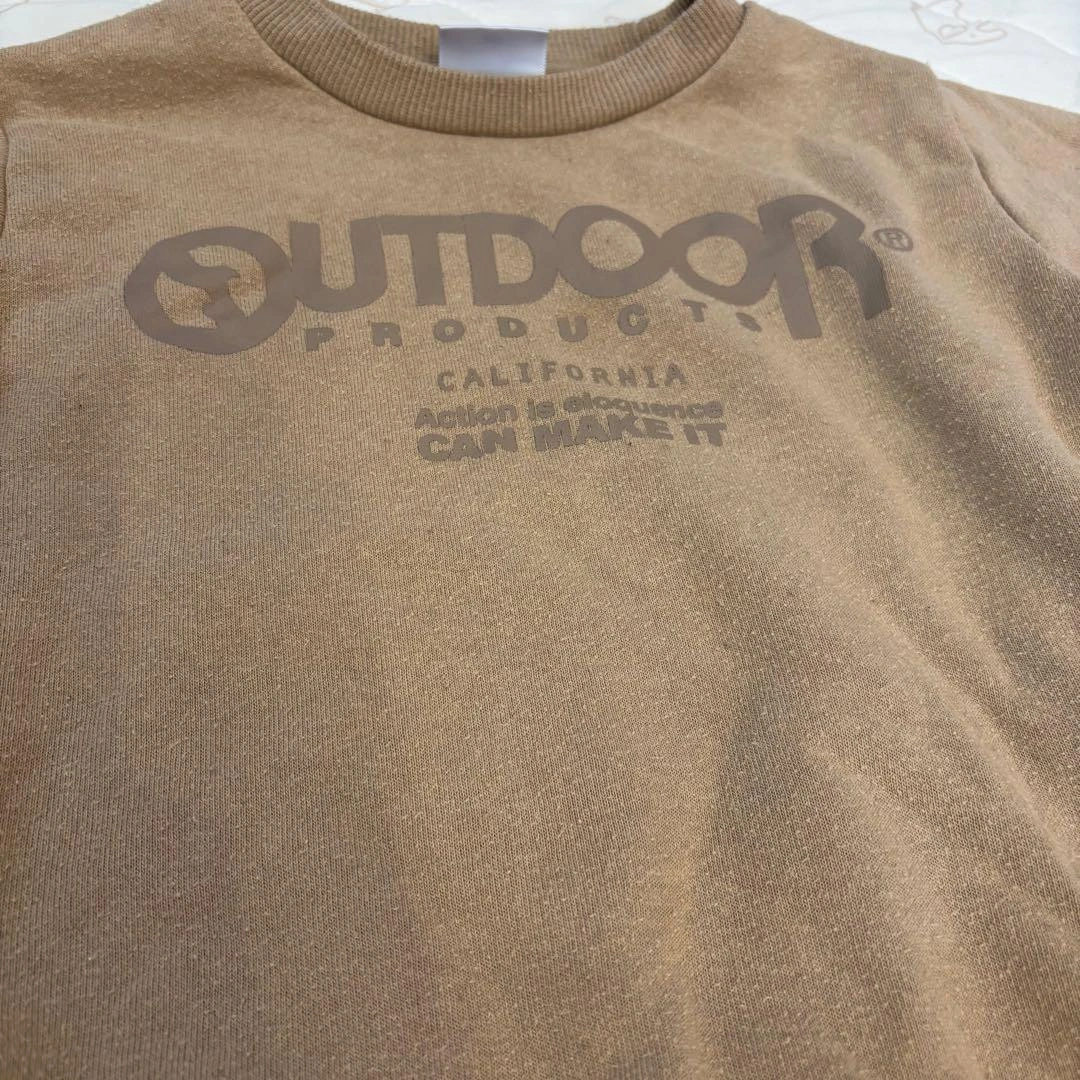 OUTDOOR®
PRODUCTS
CALIFORNIA
Action is eloquence
CAN MAKE IT